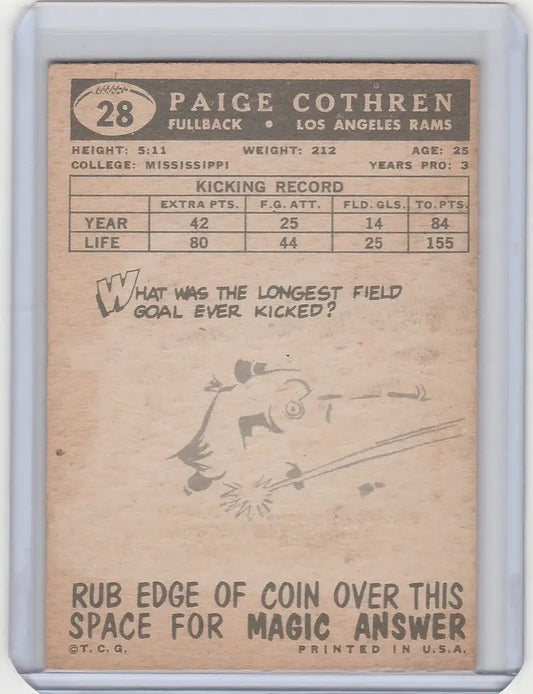 28
PAIGE COTHREN
FULLBACK • LOS ANGELES RAMS
HEIGHT: 5:11 WEIGHT: 212 AGE: 25
COLLEGE: MISSISSIPPI YEARS PRO: 3
KICKING RECORD
EXTRA PTS. F.G. ATT. FLD. GLS. TO. PTS.
YEAR 42 25 14 84
LIFE 80 44 25 155
WHAT WAS THE LONGEST FIELD
GOAL EVER KICKED?
RUB EDGE OF COIN OVER THIS
SPACE FOR MAGIC ANSWER
©T.C.G. PRINTED IN U.S.A.